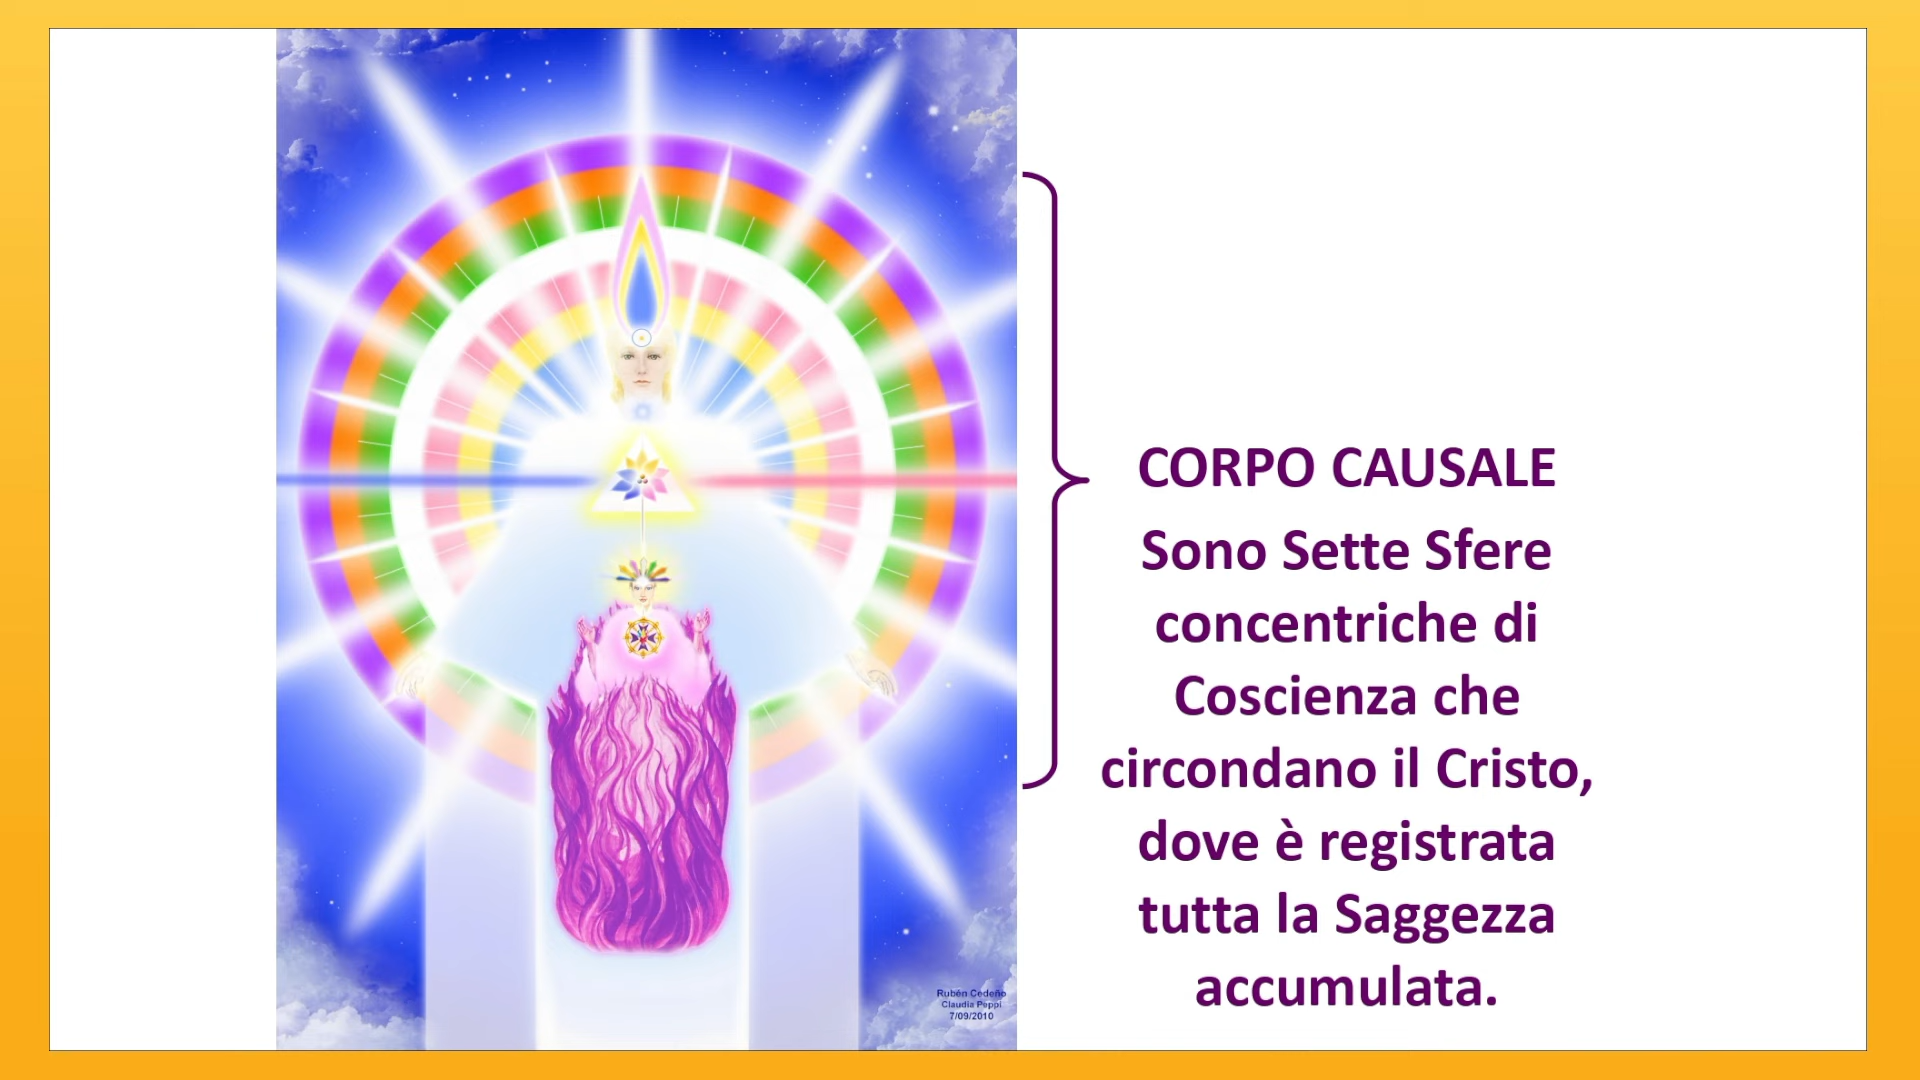 CORPO CAUSALE
Sono Sette Sfere
concentriche di
Coscienza che
circondano il Cristo,
dove è registrata
tutta la Saggezza
accumulata.
Rubén Cedeño
Claudia Peppi
7/09/2010